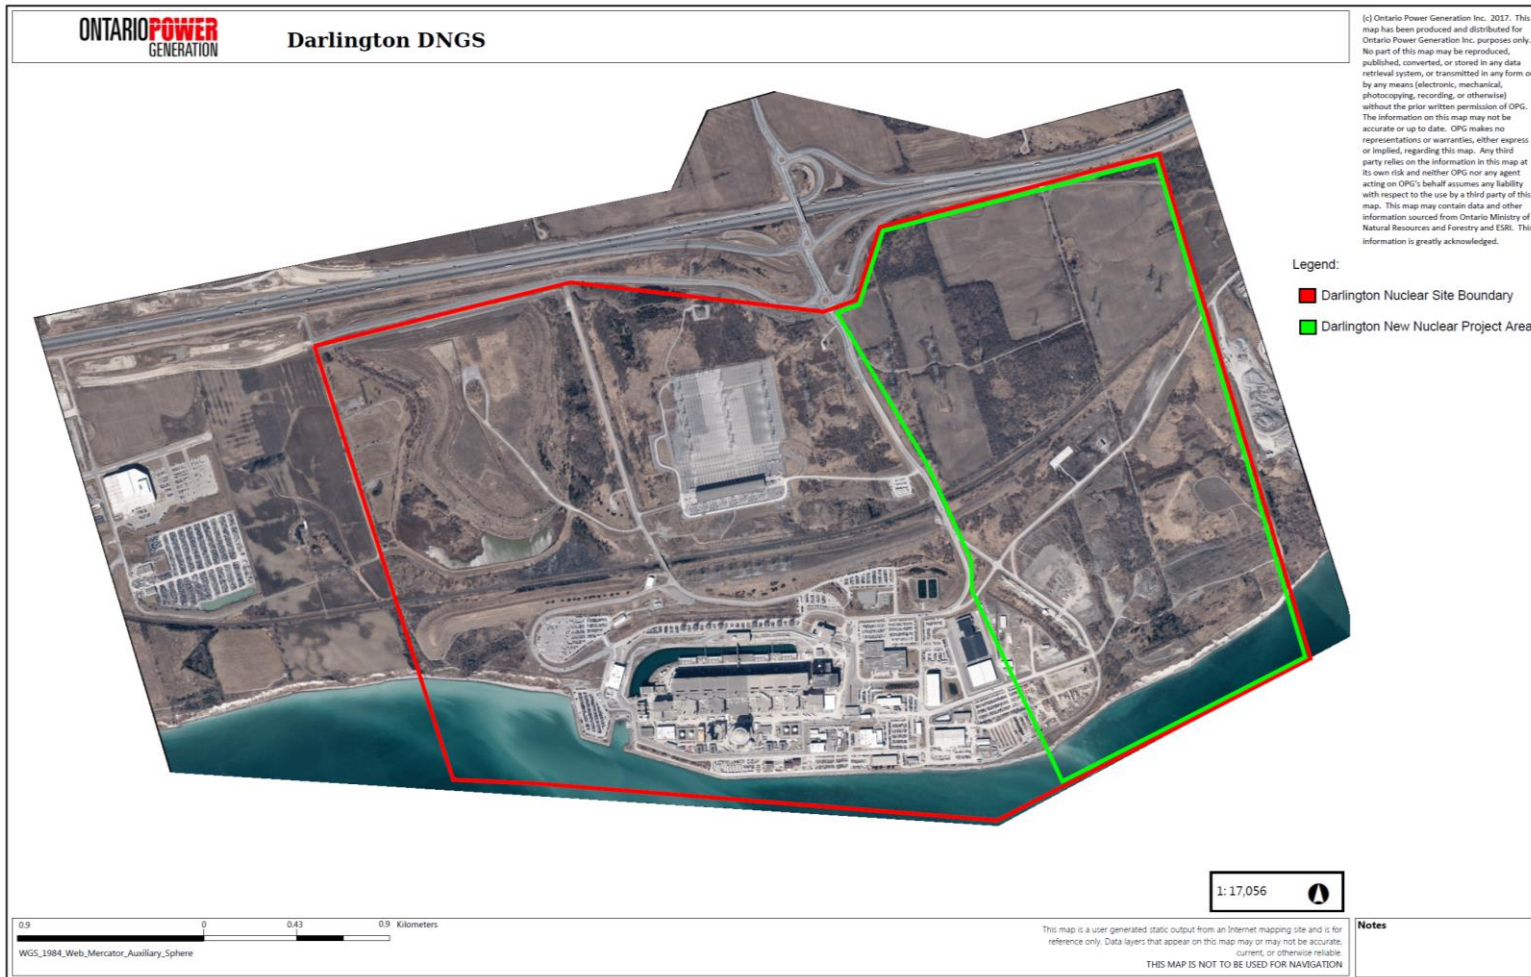 ONTARIOPOWER
GENERATION
Darlington DNGS
(c) Ontario Power Generation Inc. 2017. This
map has been produced and distributed for
Ontario Power Generation Inc. purposes only.
No part of this map may be reproduced,
published, converted, or stored in any data
retrieval system, or transmitted in any form or
by any means (electronic, mechanical,
photocopying, recording, or otherwise)
without the prior written permission of OPG.
The information on this map may not be
accurate or up to date. OPG makes no
representations or warranties, either express
or implied, regarding this map. Any third
party relies on the information in this map at
its own risk and neither OPG nor any agent
acting on OPG's behalf assumes any liability
with respect to the use by a third party of this
map. This map may contain data and other
information sourced from Ontario Ministry of
Natural Resources and Forestry and ESRI. This
information is greatly acknowledged.
Legend:
Darlington Nuclear Site Boundary
Darlington New Nuclear Project Area
1: 17,056
0.9 0 0.43 0.9 Kilometers
WGS_1984_Web_Mercator_Auxiliary_Sphere
This map is a user generated static output from an Internet mapping site and is for
reference only. Data layers that appear on this map may or may not be accurate,
current, or otherwise reliable.
THIS MAP IS NOT TO BE USED FOR NAVIGATION
Notes